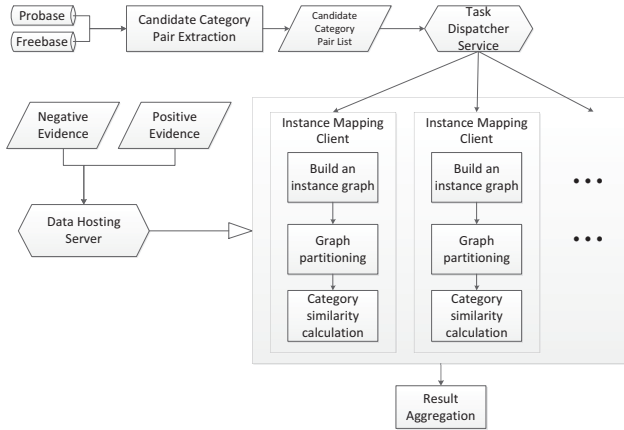 Probase
Freebase
Candidate Category
Pair Extraction
Candidate
Category
Pair List
Task
Dispatcher
Service
Negative
Evidence
Positive
Evidence
Data Hosting
Server
Instance Mapping
Client
Build an
instance graph
Graph
partitioning
Category
similarity
calculation
Instance Mapping
Client
Build an
instance graph
Graph
partitioning
Category
similarity
calculation
• • •
• • •
Result
Aggregation